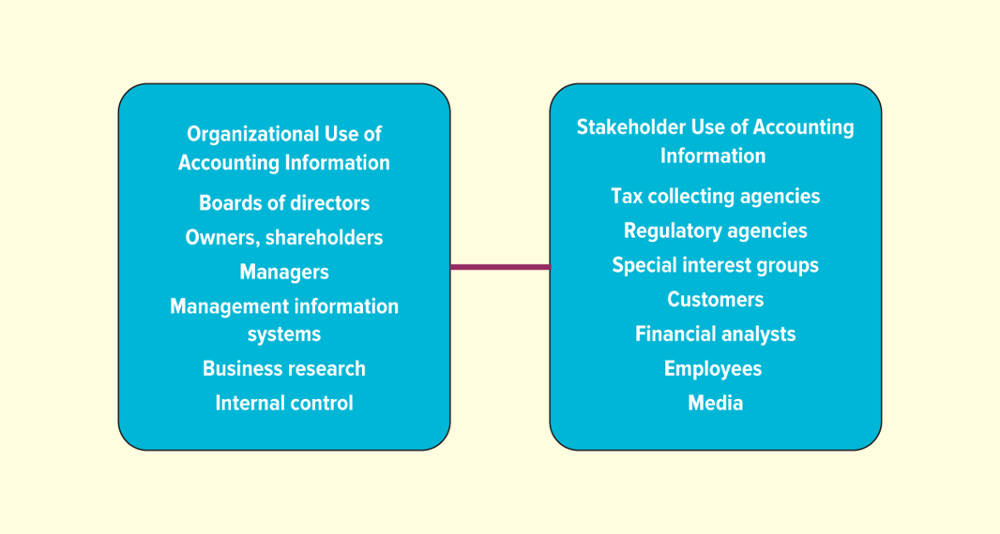 Organizational Use of
Accounting Information
Boards of directors
Owners, shareholders
Managers
Management information
systems
Business research
Internal control
Stakeholder Use of Accounting
Information
Tax collecting agencies
Regulatory agencies
Special interest groups
Customers
Financial analysts
Employees
Media